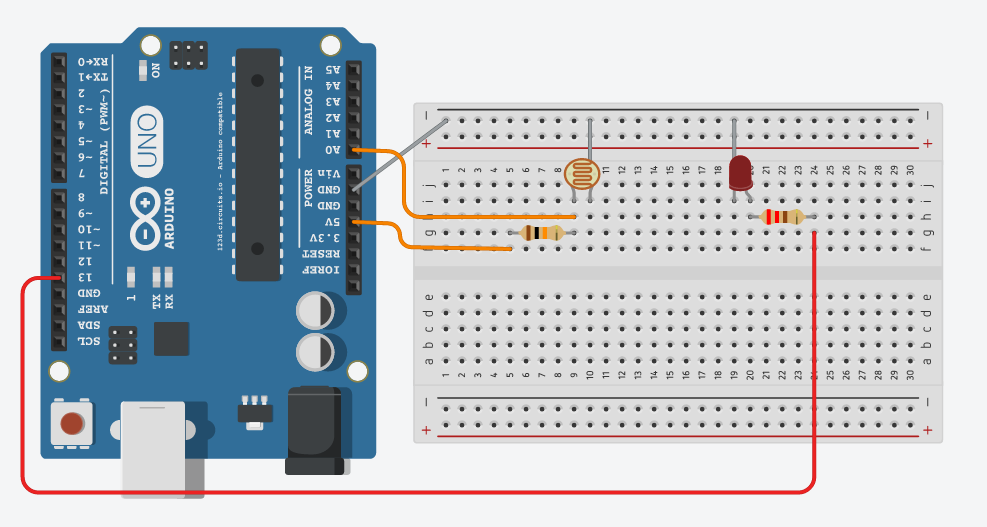 RX←0
TX→1
2
~3
4
~5
~6
7
DIGITAL (PWM~)
8
~9
~10
~11
12
13
GND
AREF
SDA
SCL
ON
UNO
ARDUINO
1
TX
RX
123d.circuits.io - Arduino compatible
ANALOG IN
A5
A4
A3
A2
A1
A0
POWER
Vin
GND
GND
5V
3.3V
RESET
IOREF
− −
+ +
1 2 3 4 5 6 7 8 9 10 11 12 13 14 15 16 17 18 19 20 21 22 23 24 25 26 27 28 29 30
j j
i i
h h
g g
f f
e e
d d
c c
b b
a a
1 2 3 4 5 6 7 8 9 10 11 12 13 14 15 16 17 18 19 20 21 22 23 24 25 26 27 28 29 30
− −
+ +